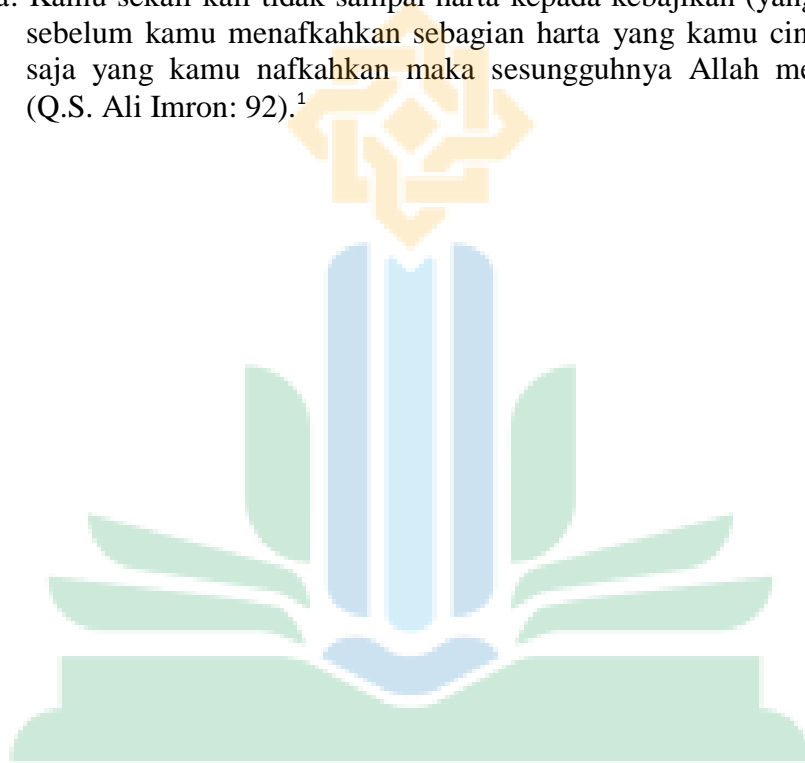 Kamu sekali-kali tidak sampai harta kepada kebajikan (yang
sebelum kamu menafkahkan sebagian harta yang kamu
saja yang kamu nafkahkan maka sesungguhnya Allah
(Q.S. Ali Imron: 92).¹